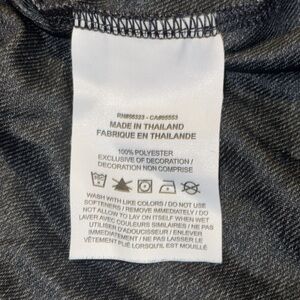 RN#56323 - CA#05553
MADE IN THAILAND
FABRIQUE EN THAILANDE
100% POLYESTER
EXCLUSIVE OF DECORATION /
DECORATION NON COMPRISE
WASH WITH LIKE COLORS / DO NOT USE
SOFTENERS / REMOVE IMMEDIATELY / DO
NOT ALLOW TO LAY ON ITSELF WHEN WET
LAVER AVEC COULEURS SIMILAIRES / NE PAS
UTILISER D'ADOUCISSEUR / ENLEVER
IMMÉDIATEMENT / NE PAS LAISSER LE
VÊTEMENT PLIÉ LORSQU'IL EST MOUILLÉ